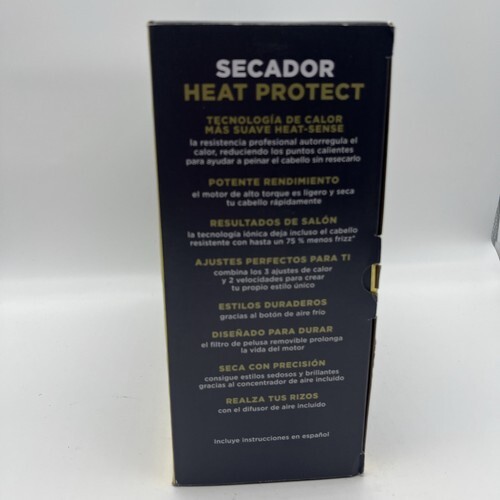 SECADOR
HEAT PROTECT
TECNOLOGÍA DE CALOR
MÁS SUAVE HEAT-SENSE
la resistencia profesional autorregula el
calor, reduciendo los puntos calientes
para ayudar a peinar el cabello sin resecarlo
POTENTE RENDIMIENTO
el motor de alto torque es ligero y seca
tu cabello rápidamente
RESULTADOS DE SALÓN
la tecnología iónica deja incluso el cabello
resistente con hasta un 75 % menos frizz*
AJUSTES PERFECTOS PARA TI
combina los 3 ajustes de calor
y 2 velocidades para crear
tu propio estilo único
ESTILOS DURADEROS
gracias al botón de aire frío
DISEÑADO PARA DURAR
el filtro de pelusa removible prolonga
la vida del motor
SECA CON PRECISIÓN
consigue estilos sedosos y brillantes
gracias al concentrador de aire incluido
REALZA TUS RIZOS
con el difusor de aire incluido
Incluye instrucciones en español